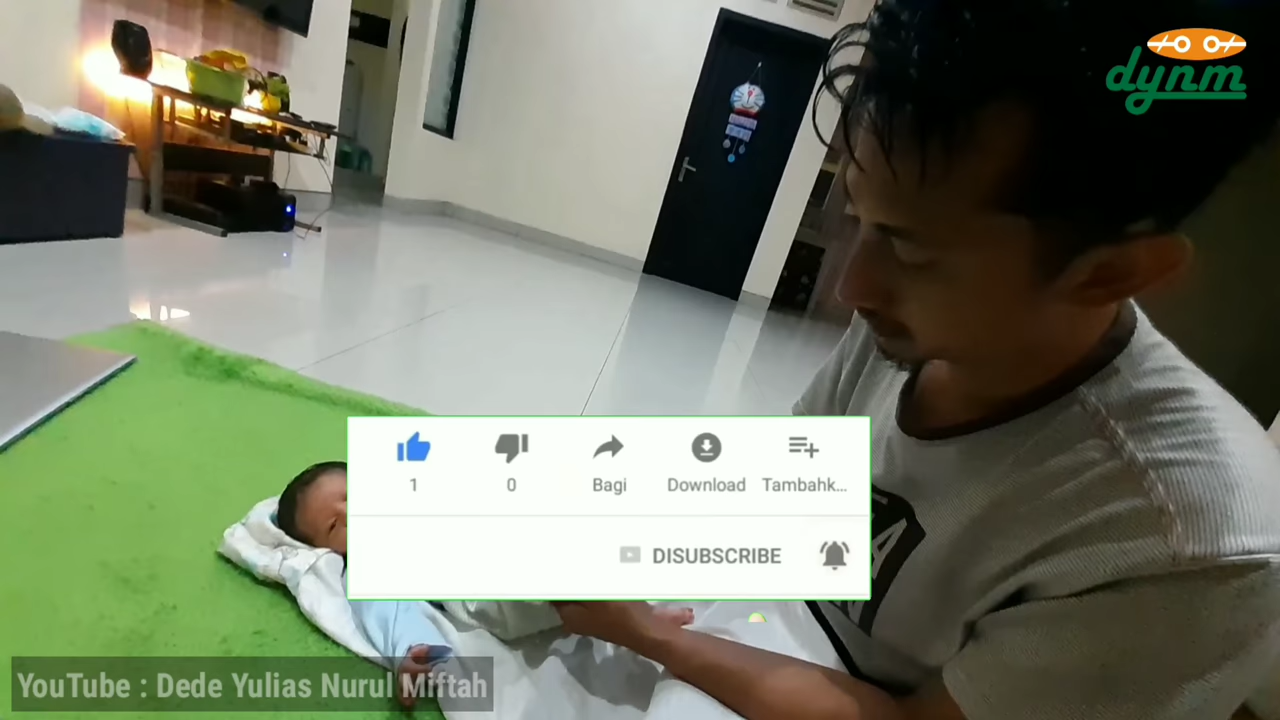 dynm
1
0
Bagi
Download
Tambahk...
DISUBSCRIBE
YouTube : Dede Yulias Nurul Miftah